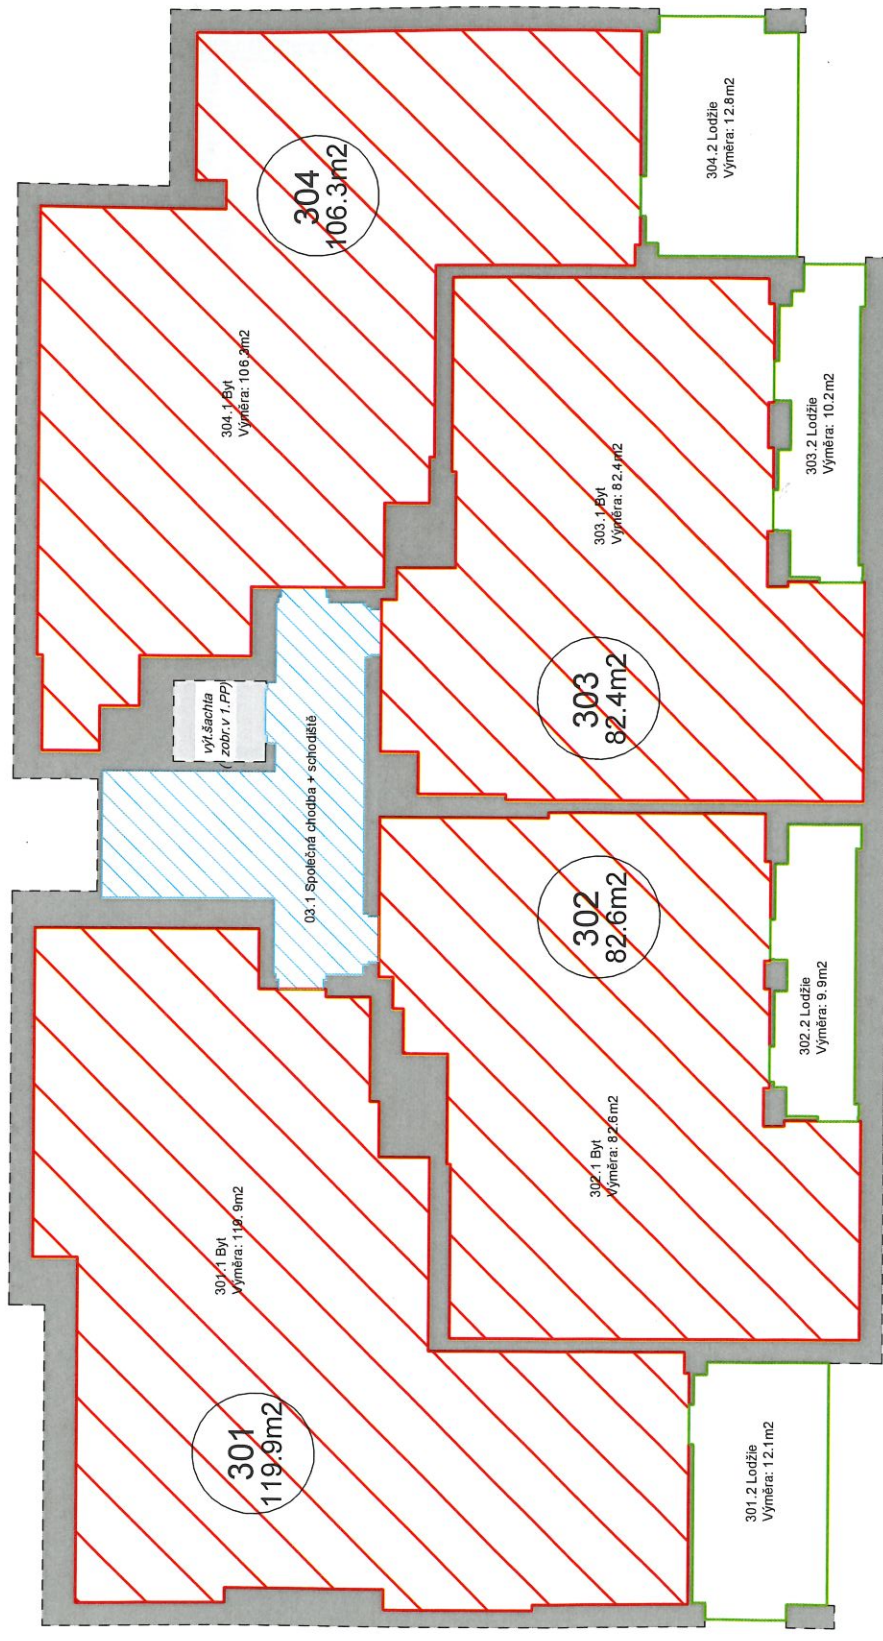 301
119.9m2
301.1 Byt
Výměra: 119.9m2
301.2 Lodžie
Výměra: 12.1m2
302
82.6m2
302.1 Byt
Výměra: 82.6m2
302.2 Lodžie
Výměra: 9.9m2
03.1 Společná chodba + schodiště
výt.šachta
(zobr.v 1.PP)
303
82.4m2
303.1 Byt
Výměra: 82.4m2
303.2 Lodžie
Výměra: 10.2m2
304
106.3m2
304.1 Byt
Výměra: 106.3m2
304.2 Lodžie
Výměra: 12.8m2